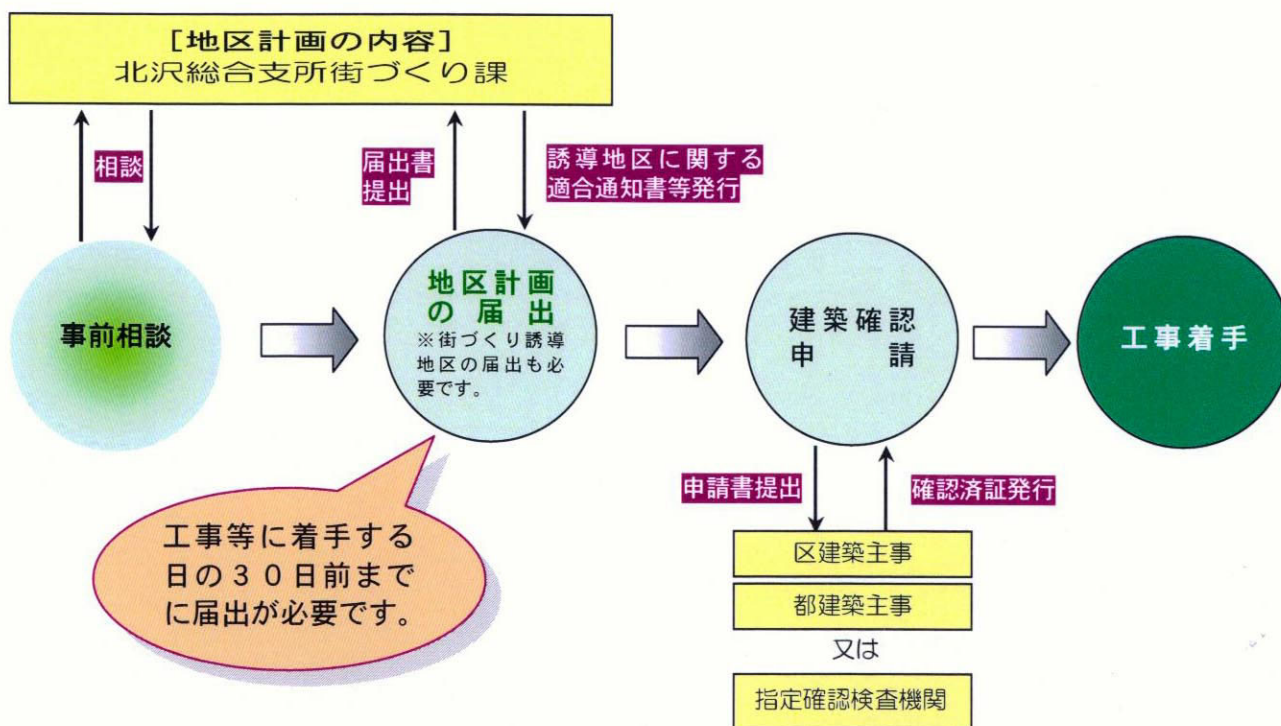 [地区計画の内容]
北沢総合支所街づくり課
相談
届出書
提出
誘導地区に関する
適合通知書等発行
事前相談
地区計画
の届出
※街づくり誘導
地区の届出も必
要です。
建築確認
申請
工事着手
工事等に着手する
日の30日前まで
に届出が必要です。
申請書提出
確認済証発行
区建築主事
都建築主事
又は
指定確認検査機関